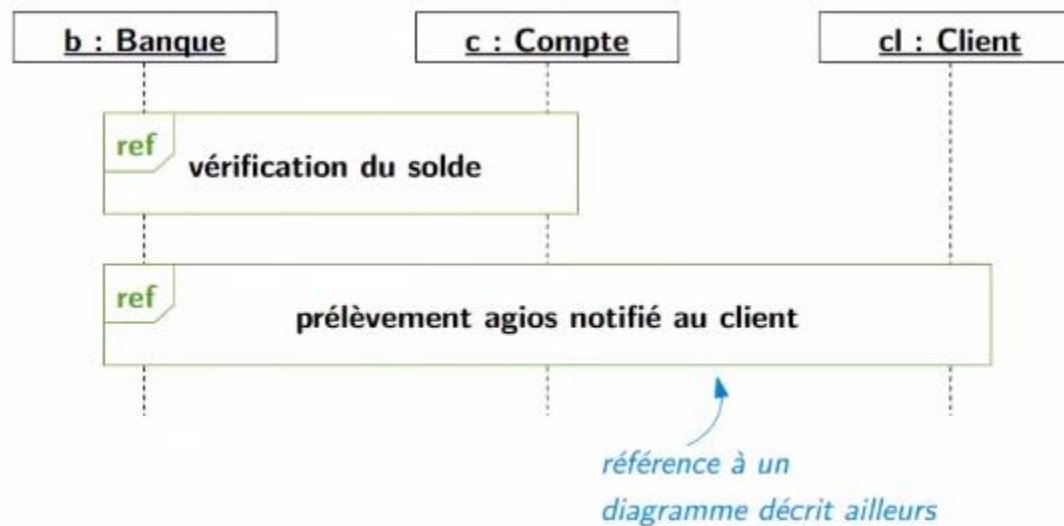 b : Banque
c : Compte
cl : Client
ref
vérification du solde
ref
prélèvement agios notifié au client
référence à un
diagramme décrit ailleurs